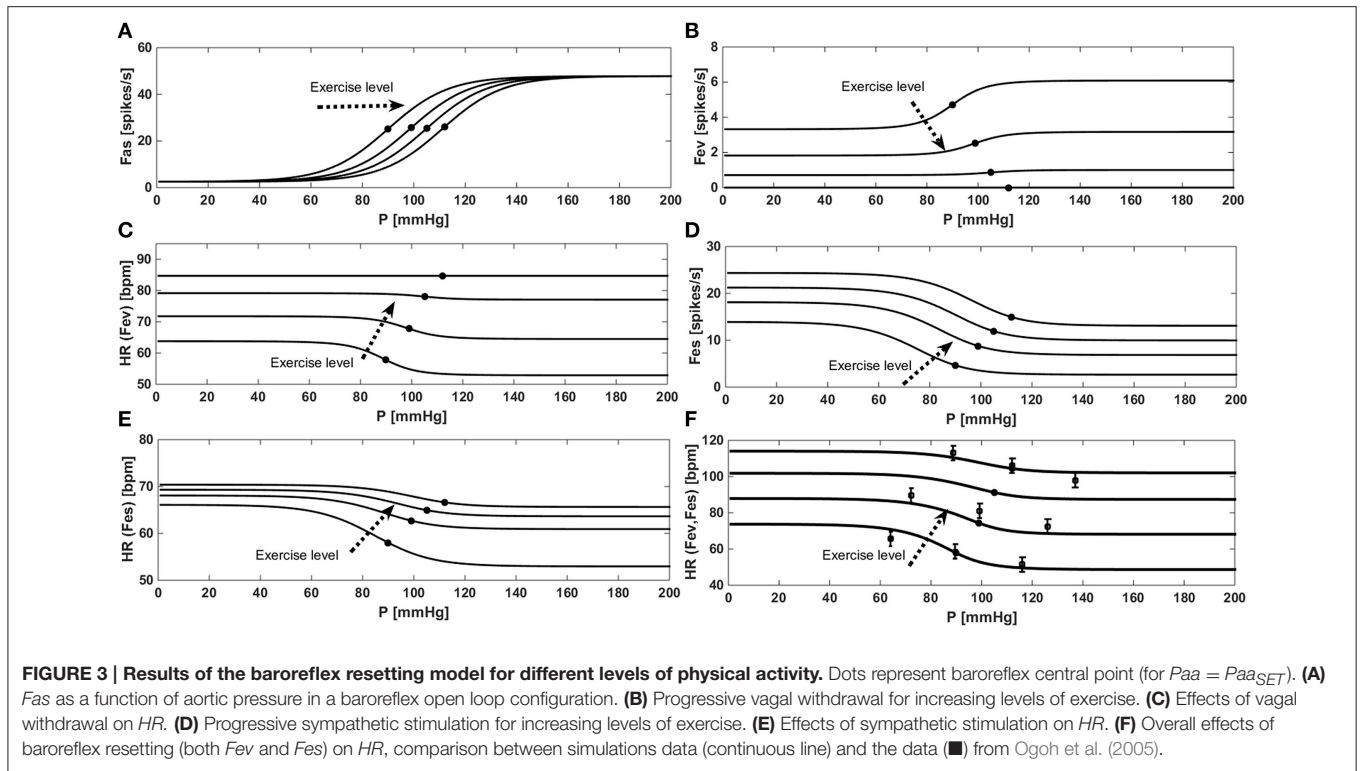 A
Fas [spikes/s]
60
40
20
0
Exercise level
0 20 40 60 80 100 120 140 160 180 200
P [mmHg]
B
Fev [spikes/s]
8
6
4
2
0
Exercise level
0 20 40 60 80 100 120 140 160 180 200
P [mmHg]
C
HR (Fev) [bpm]
90
80
70
60
50
Exercise level
0 20 40 60 80 100 120 140 160 180 200
P [mmHg]
D
Fes [spikes/s]
30
20
10
0
Exercise level
0 20 40 60 80 100 120 140 160 180 200
P [mmHg]
E
HR (Fes) [bpm]
80
70
60
50
Exercise level
0 20 40 60 80 100 120 140 160 180 200
P [mmHg]
F
HR (Fev,Fes) [bpm]
120
100
80
60
40
Exercise level
0 20 40 60 80 100 120 140 160 180 200
P [mmHg]
FIGURE 3 | Results of the baroreflex resetting model for different levels of physical activity. Dots represent baroreflex central point (for Paa = PaaSET). (A)
Fas as a function of aortic pressure in a baroreflex open loop configuration. (B) Progressive vagal withdrawal for increasing levels of exercise. (C) Effects of vagal
withdrawal on HR. (D) Progressive sympathetic stimulation for increasing levels of exercise. (E) Effects of sympathetic stimulation on HR. (F) Overall effects of
baroreflex resetting (both Fev and Fes) on HR, comparison between simulations data (continuous line) and the data (■) from Ogoh et al. (2005).